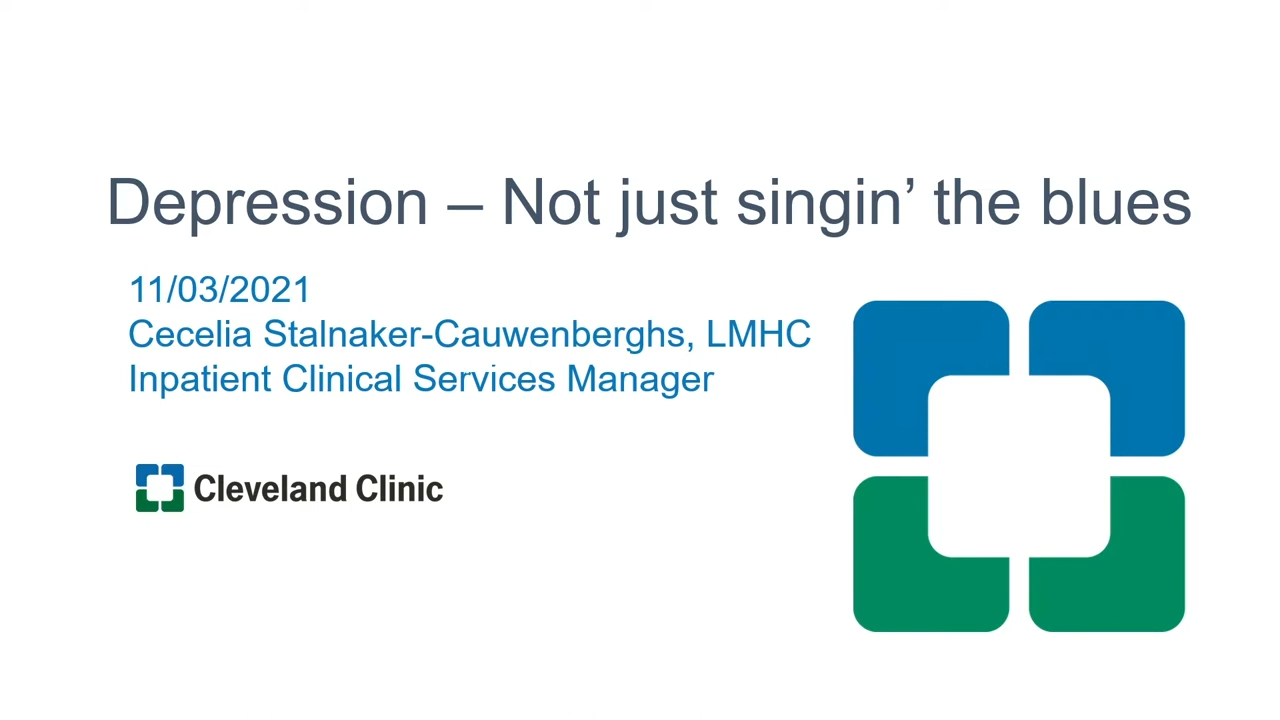 Depression – Not just singin’ the blues
11/03/2021
Cecelia Stalnaker-Cauwenberghs, LMHC
Inpatient Clinical Services Manager
Cleveland Clinic